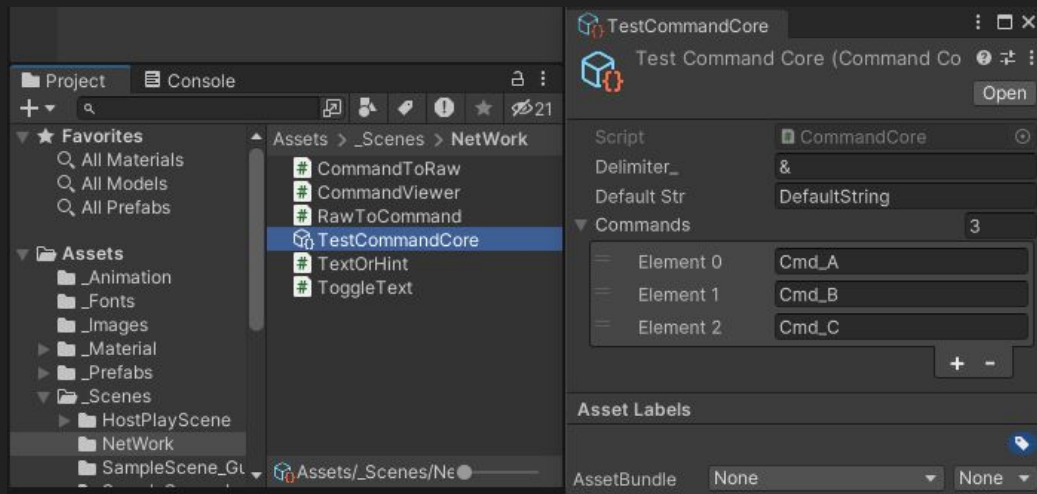 Project
Console
21
Favorites
All Materials
All Models
All Prefabs
Assets
_Animation
_Fonts
_Images
_Material
_Prefabs
_Scenes
HostPlayScene
NetWork
SampleScene_Gu
Assets > _Scenes > NetWork
CommandToRaw
CommandViewer
RawToCommand
TestCommandCore
TextOrHint
ToggleText
Assets/_Scenes/Ne
TestCommandCore
Test Command Core (Command Co
Open
Script CommandCore
Delimiter_ &
Default Str DefaultString
Commands 3
Element 0 Cmd_A
Element 1 Cmd_B
Element 2 Cmd_C
+ -
Asset Labels
AssetBundle None None